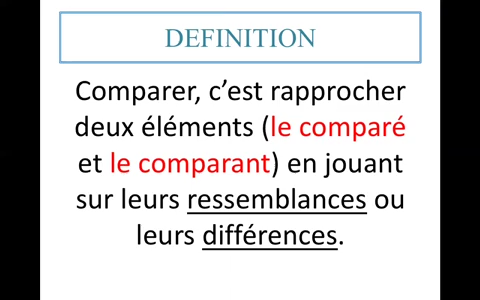 DEFINITION
Comparer, c’est rapprocher
deux éléments (le comparé
et le comparant) en jouant
sur leurs ressemblances ou
leurs différences.